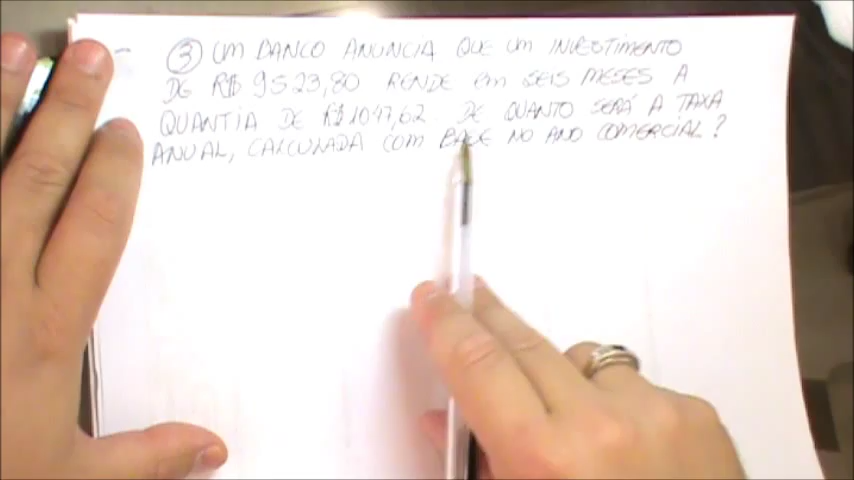 ③ UM BANCO ANUNCIA QUE UM INVESTIMENTO
DE R$ 9523,80 RENDE EM SEIS MESES A
QUANTIA DE R$1047,62. DE QUANTO SERÁ A TAXA
ANUAL, CALCULADA COM BASE NO ANO COMERCIAL?